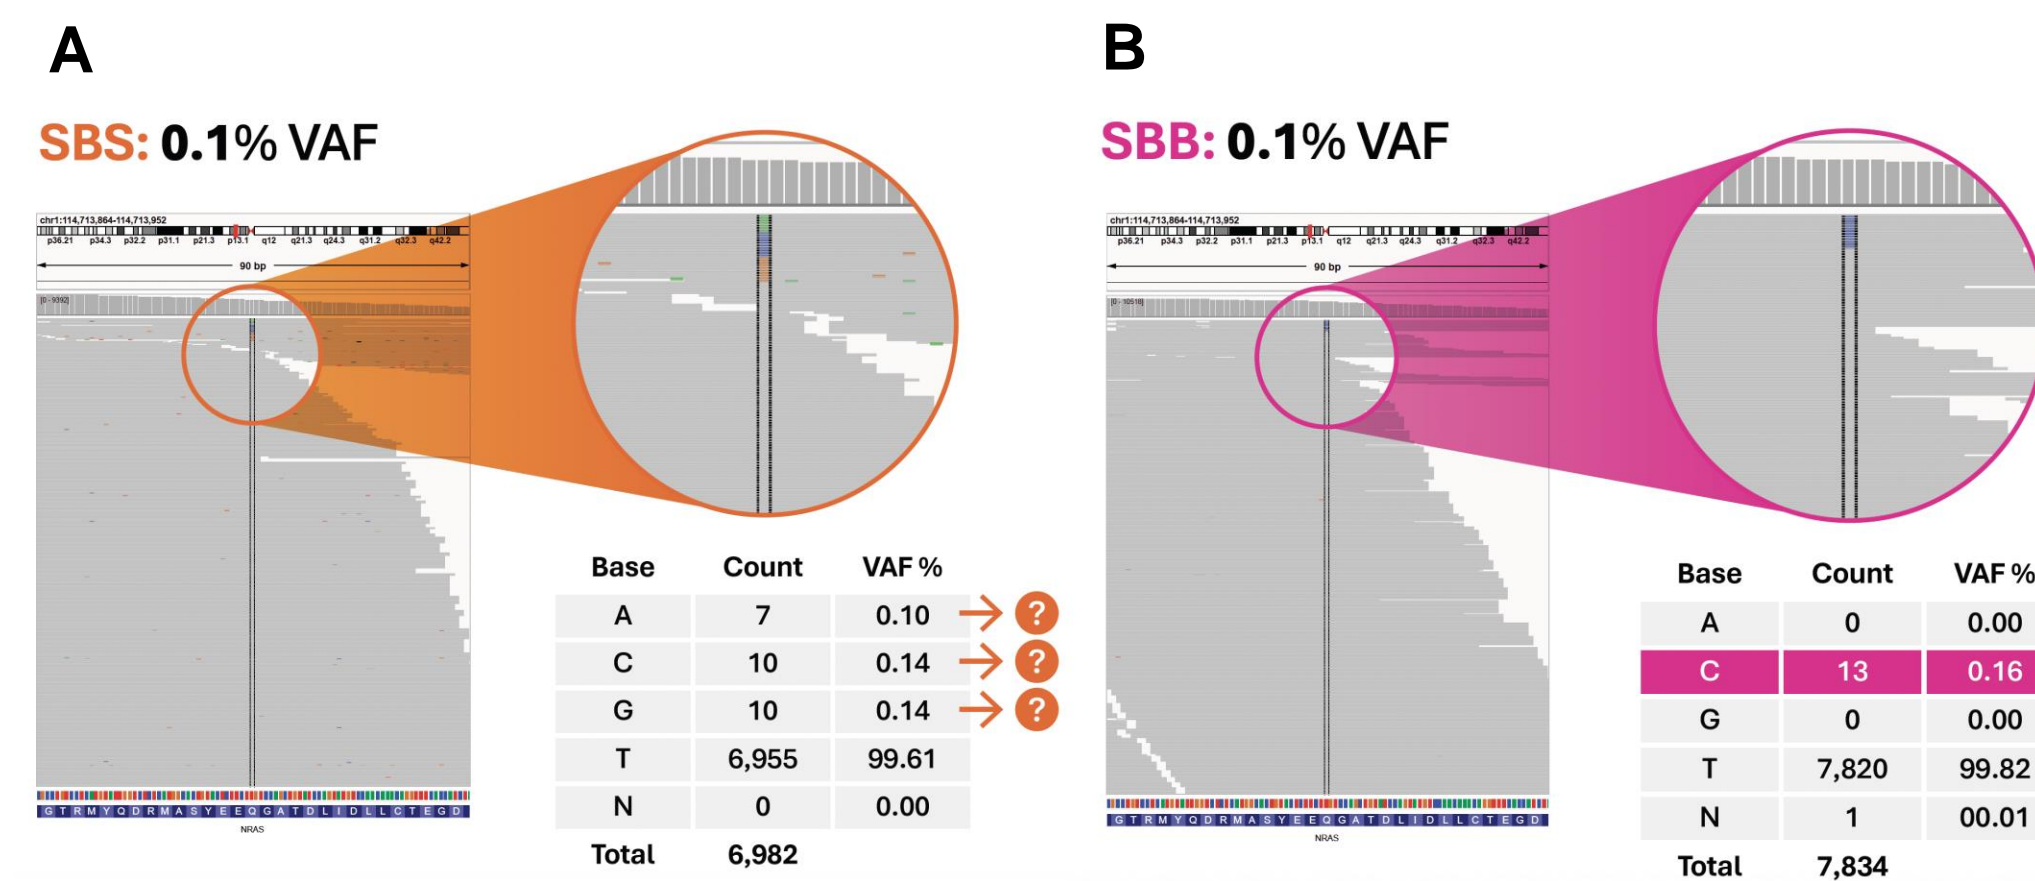 A
SBS: 0.1% VAF
chr1:114,713,864-114,713,952
p36.21 p34.3 p32.2 p31.1 p21.3 p13.1 q12 q21.3 q24.3 q31.2 q32.3 q42.2
90 bp
[0 - 9392]
G T R M Y Q D R M A S Y E E Q G A T D L I D L L C T E G D
NRAS
Base Count VAF %
A 7 0.10 → ?
C 10 0.14 → ?
G 10 0.14 → ?
T 6,955 99.61
N 0 0.00
Total 6,982
B
SBB: 0.1% VAF
chr1:114,713,864-114,713,952
p36.21 p34.3 p32.2 p31.1 p21.3 p13.1 q12 q21.3 q24.3 q31.2 q32.3 q42.2
90 bp
[0 - 10518]
G T R M Y Q D R M A S Y E E Q G A T D L I D L L C T E G D
NRAS
Base Count VAF %
A 0 0.00
C 13 0.16
G 0 0.00
T 7,820 99.82
N 1 00.01
Total 7,834